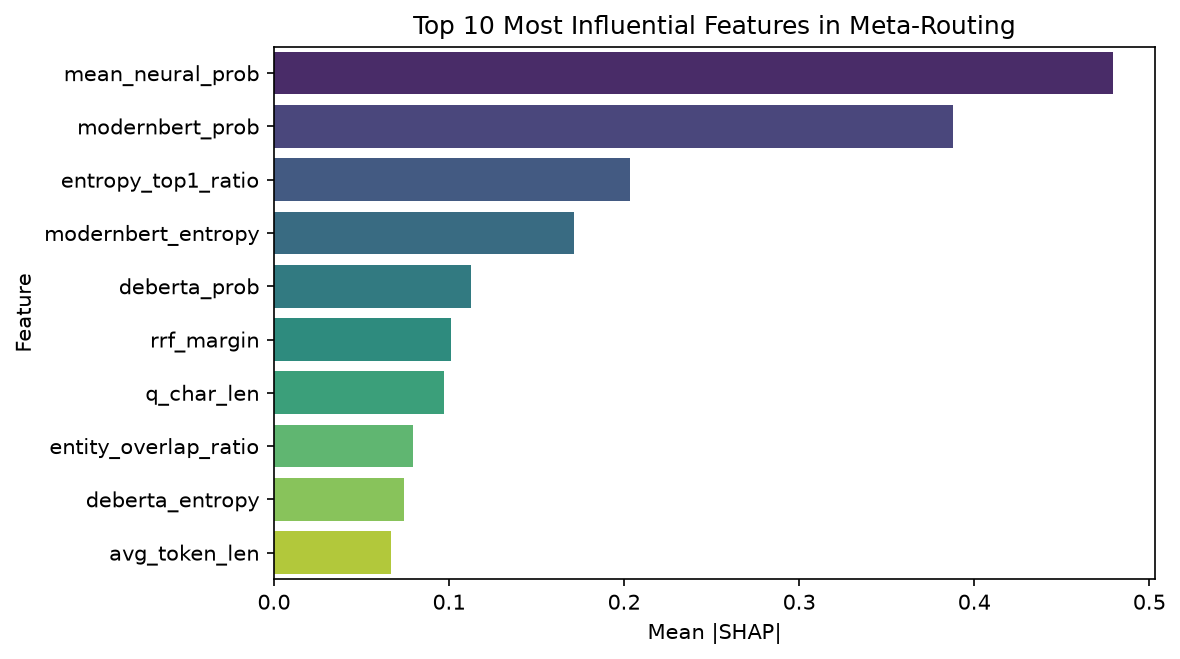 Top 10 Most Influential Features in Meta-Routing
Feature
mean_neural_prob
modernbert_prob
entropy_top1_ratio
modernbert_entropy
deberta_prob
rrf_margin
q_char_len
entity_overlap_ratio
deberta_entropy
avg_token_len
0.0 0.1 0.2 0.3 0.4 0.5
Mean |SHAP|